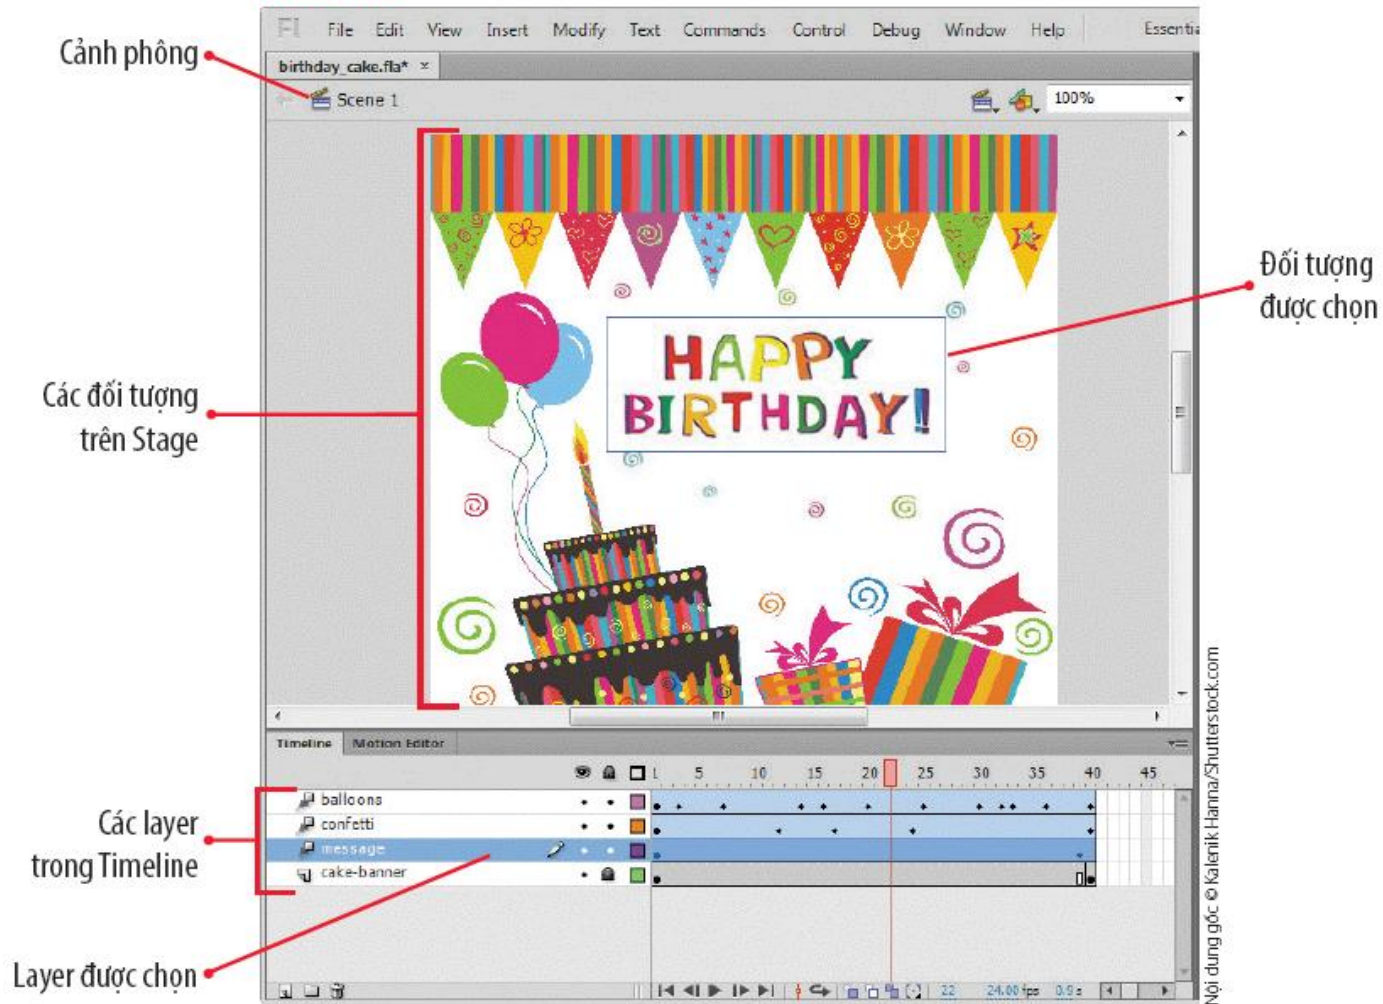 Cảnh phông
Fl File Edit View Insert Modify Text Commands Control Debug Window Help Essentia
birthday_cake.fla* ×
Scene 1 100%
HAPPY
BIRTHDAY!
Đối tượng
được chọn
Các đối tượng
trên Stage
Timeline Motion Editor
1 5 10 15 20 25 30 35 40 45
balloons
confetti
message
cake-banner
Các layer
trong Timeline
Layer được chọn
22 24.00 fps 0.9 s
Nội dung gốc © Kalenik Hanna/Shutterstock.com